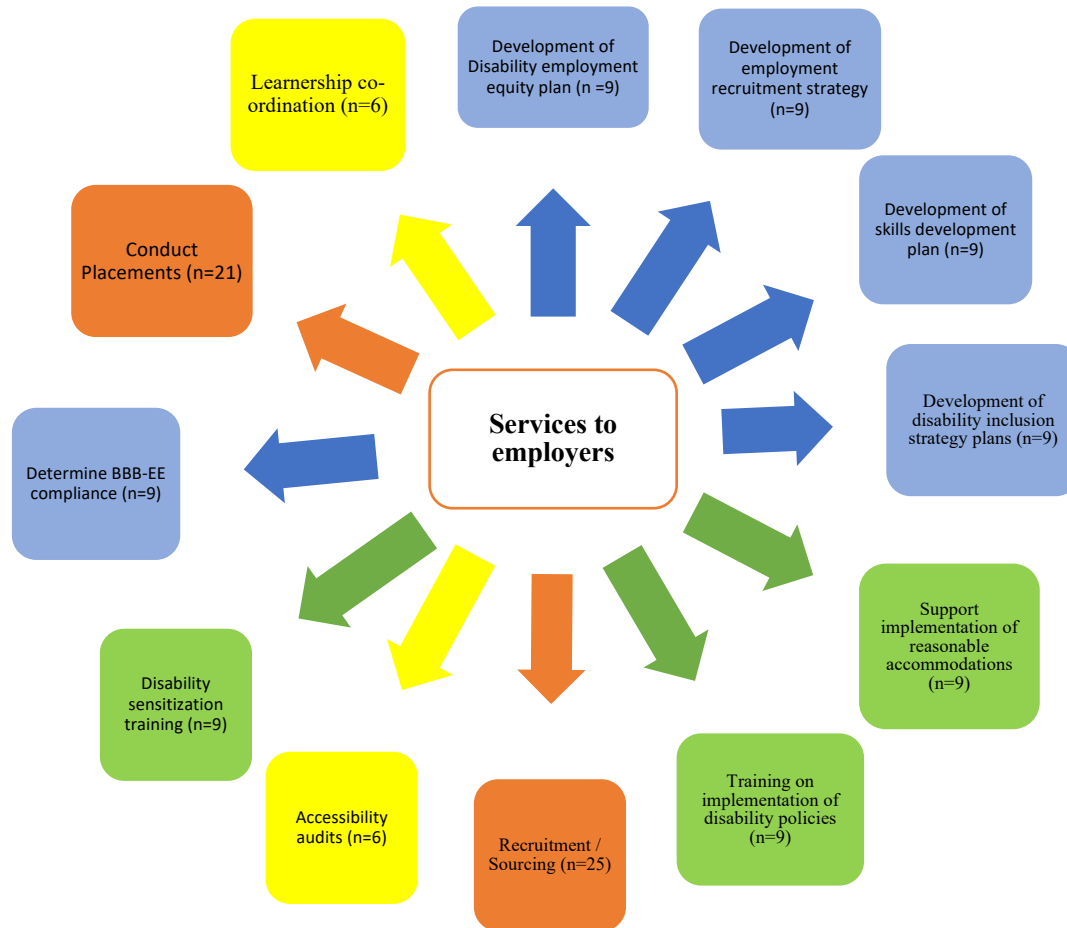 Learnership co-
ordination (n=6)
Development of
Disability employment
equity plan (n =9)
Development of
employment
recruitment strategy
(n=9)
Development of
skills development
plan (n=9)
Conduct
Placements (n=21)
Services to
employers
Development of
disability inclusion
strategy plans (n=9)
Determine BBB-EE
compliance (n=9)
Support
implementation of
reasonable
accommodations
(n=9)
Disability
sensitization
training (n=9)
Accessibility
audits (n=6)
Recruitment /
Sourcing (n=25)
Training on
implementation of
disability policies
(n=9)